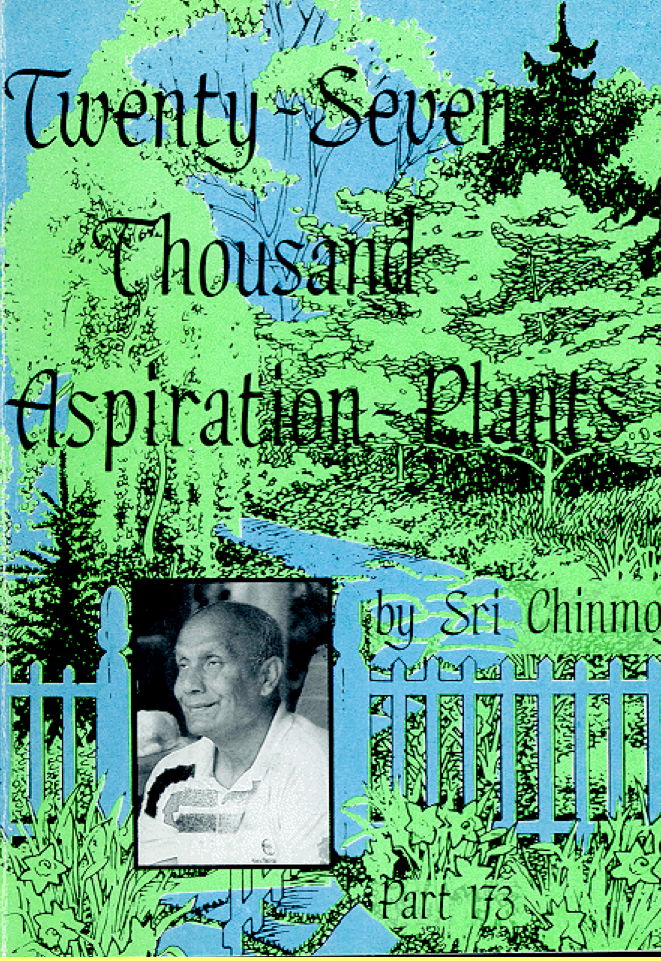 Twenty-Seven
Thousand
Aspiration-Plants
by Sri Chinmo
Part 173